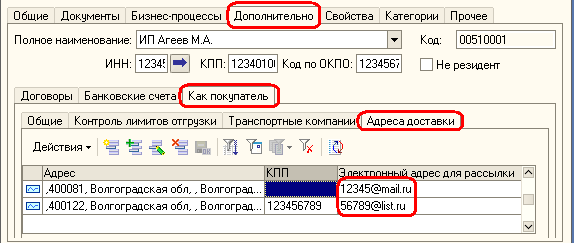 Общие Документы Бизнес-процессы Дополнительно Свойства Категории Прочее
Полное наименование: ИП Агеев М.А. Код: 00510001
ИНН: 12345 КПП: 12340100 Код по ОКПО: 1234567 Не резидент
Договоры Банковские счета Как покупатель
Общие Контроль лимитов отгрузки Транспортные компании Адреса доставки
Действия
Адрес КПП Электронный адрес для рассылки
,400081, Волгоградская обл, , Волгоград... 12345@mail.ru
,400122, Волгоградская обл, , Волгоград... 123456789 56789@list.ru